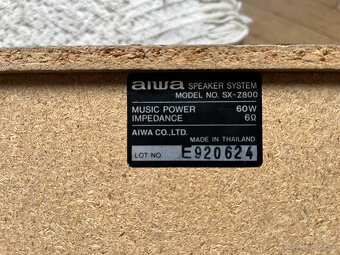 aiwa SPEAKER SYSTEM
MODEL NO. SX-Z800
MUSIC POWER 60W
IMPEDANCE 6Ω
AIWA CO.,LTD.
MADE IN THAILAND
LOT NO. E920624